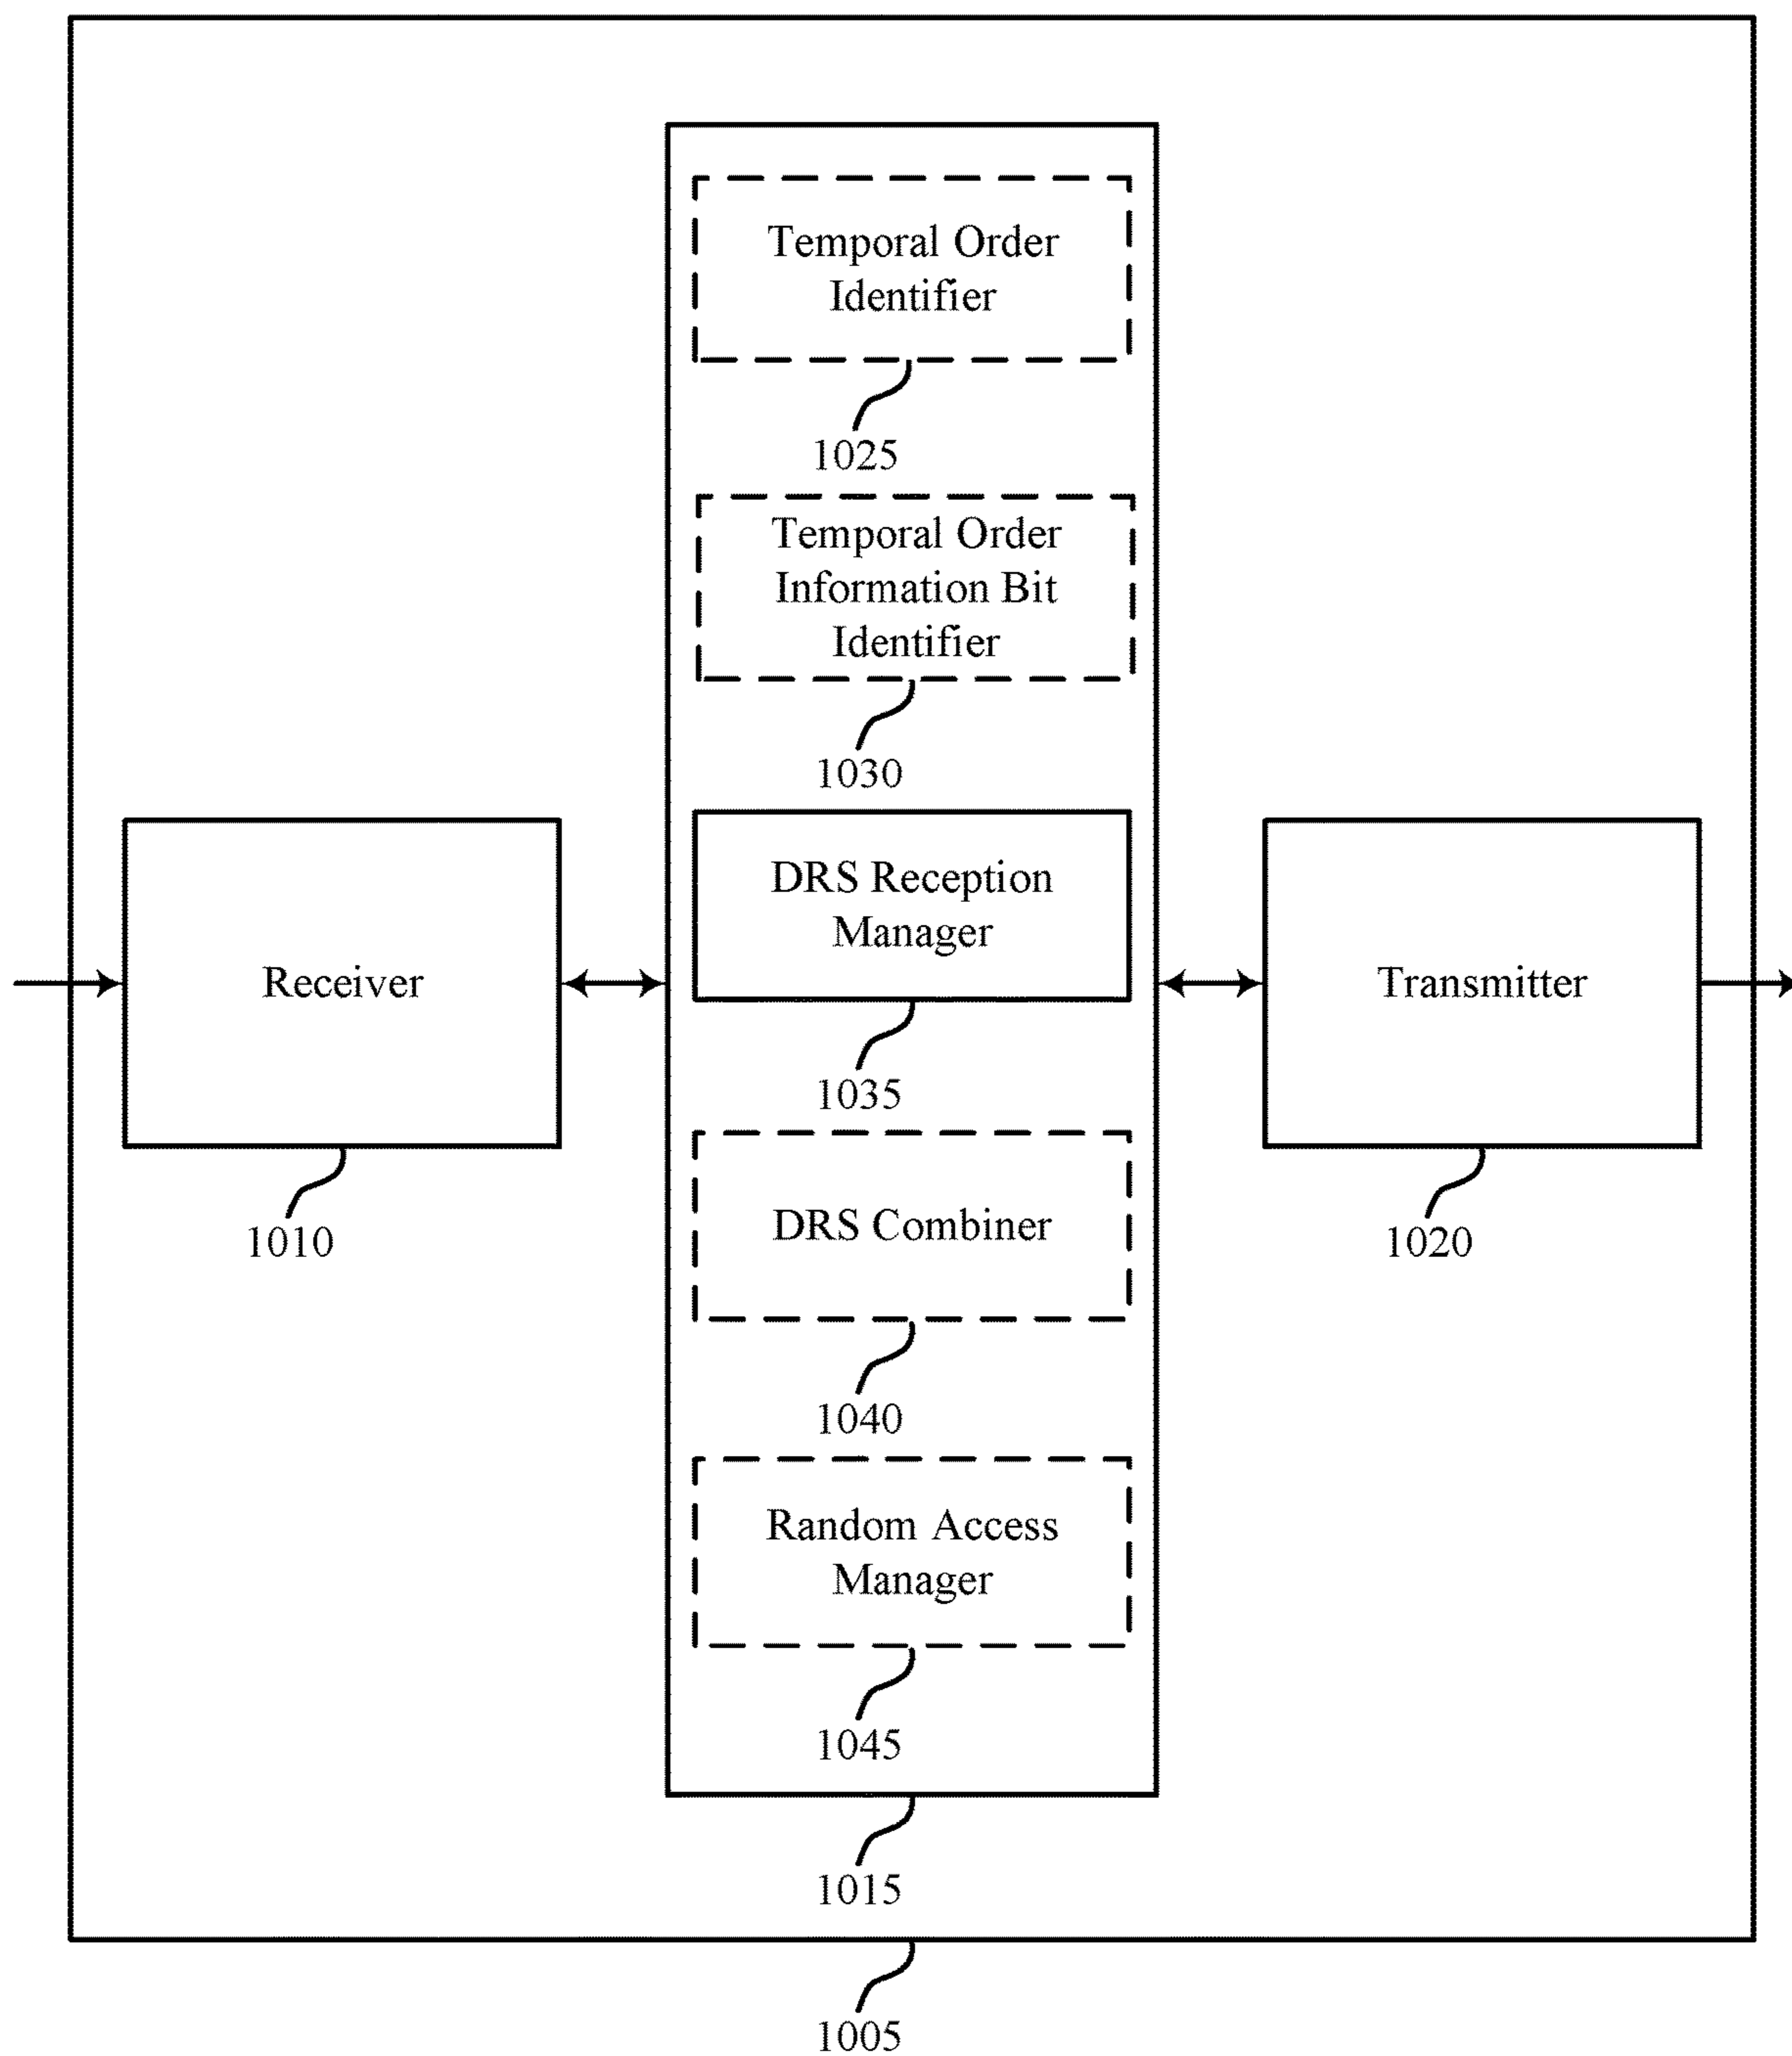 Temporal Order
Identifier
1025
Temporal Order
Information Bit
Identifier
1030
DRS Reception
Manager
1035
Receiver
1010
Transmitter
1020
DRS Combiner
1040
Random Access
Manager
1045
1015
1005